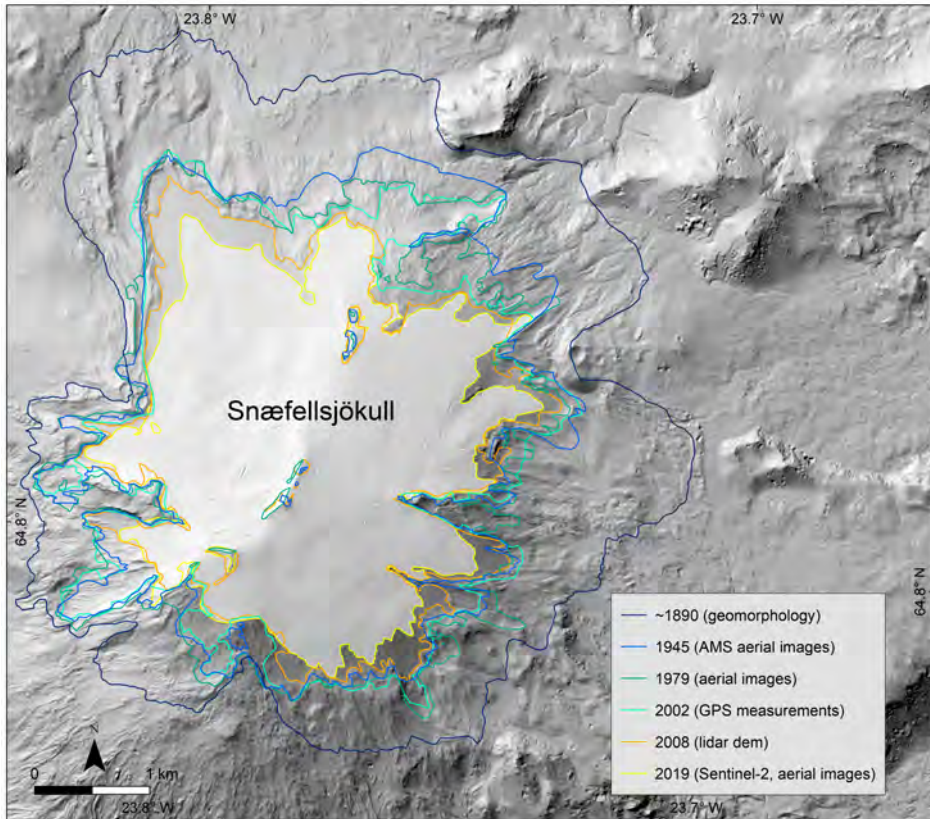 23.8° W
23.7° W
Snæfellsjökull
64.8° N
64.8° N
~1890 (geomorphology)
1945 (AMS aerial images)
1979 (aerial images)
2002 (GPS measurements)
2008 (lidar dem)
2019 (Sentinel-2, aerial images)
N
0 1 km
23.8° W
23.7° W